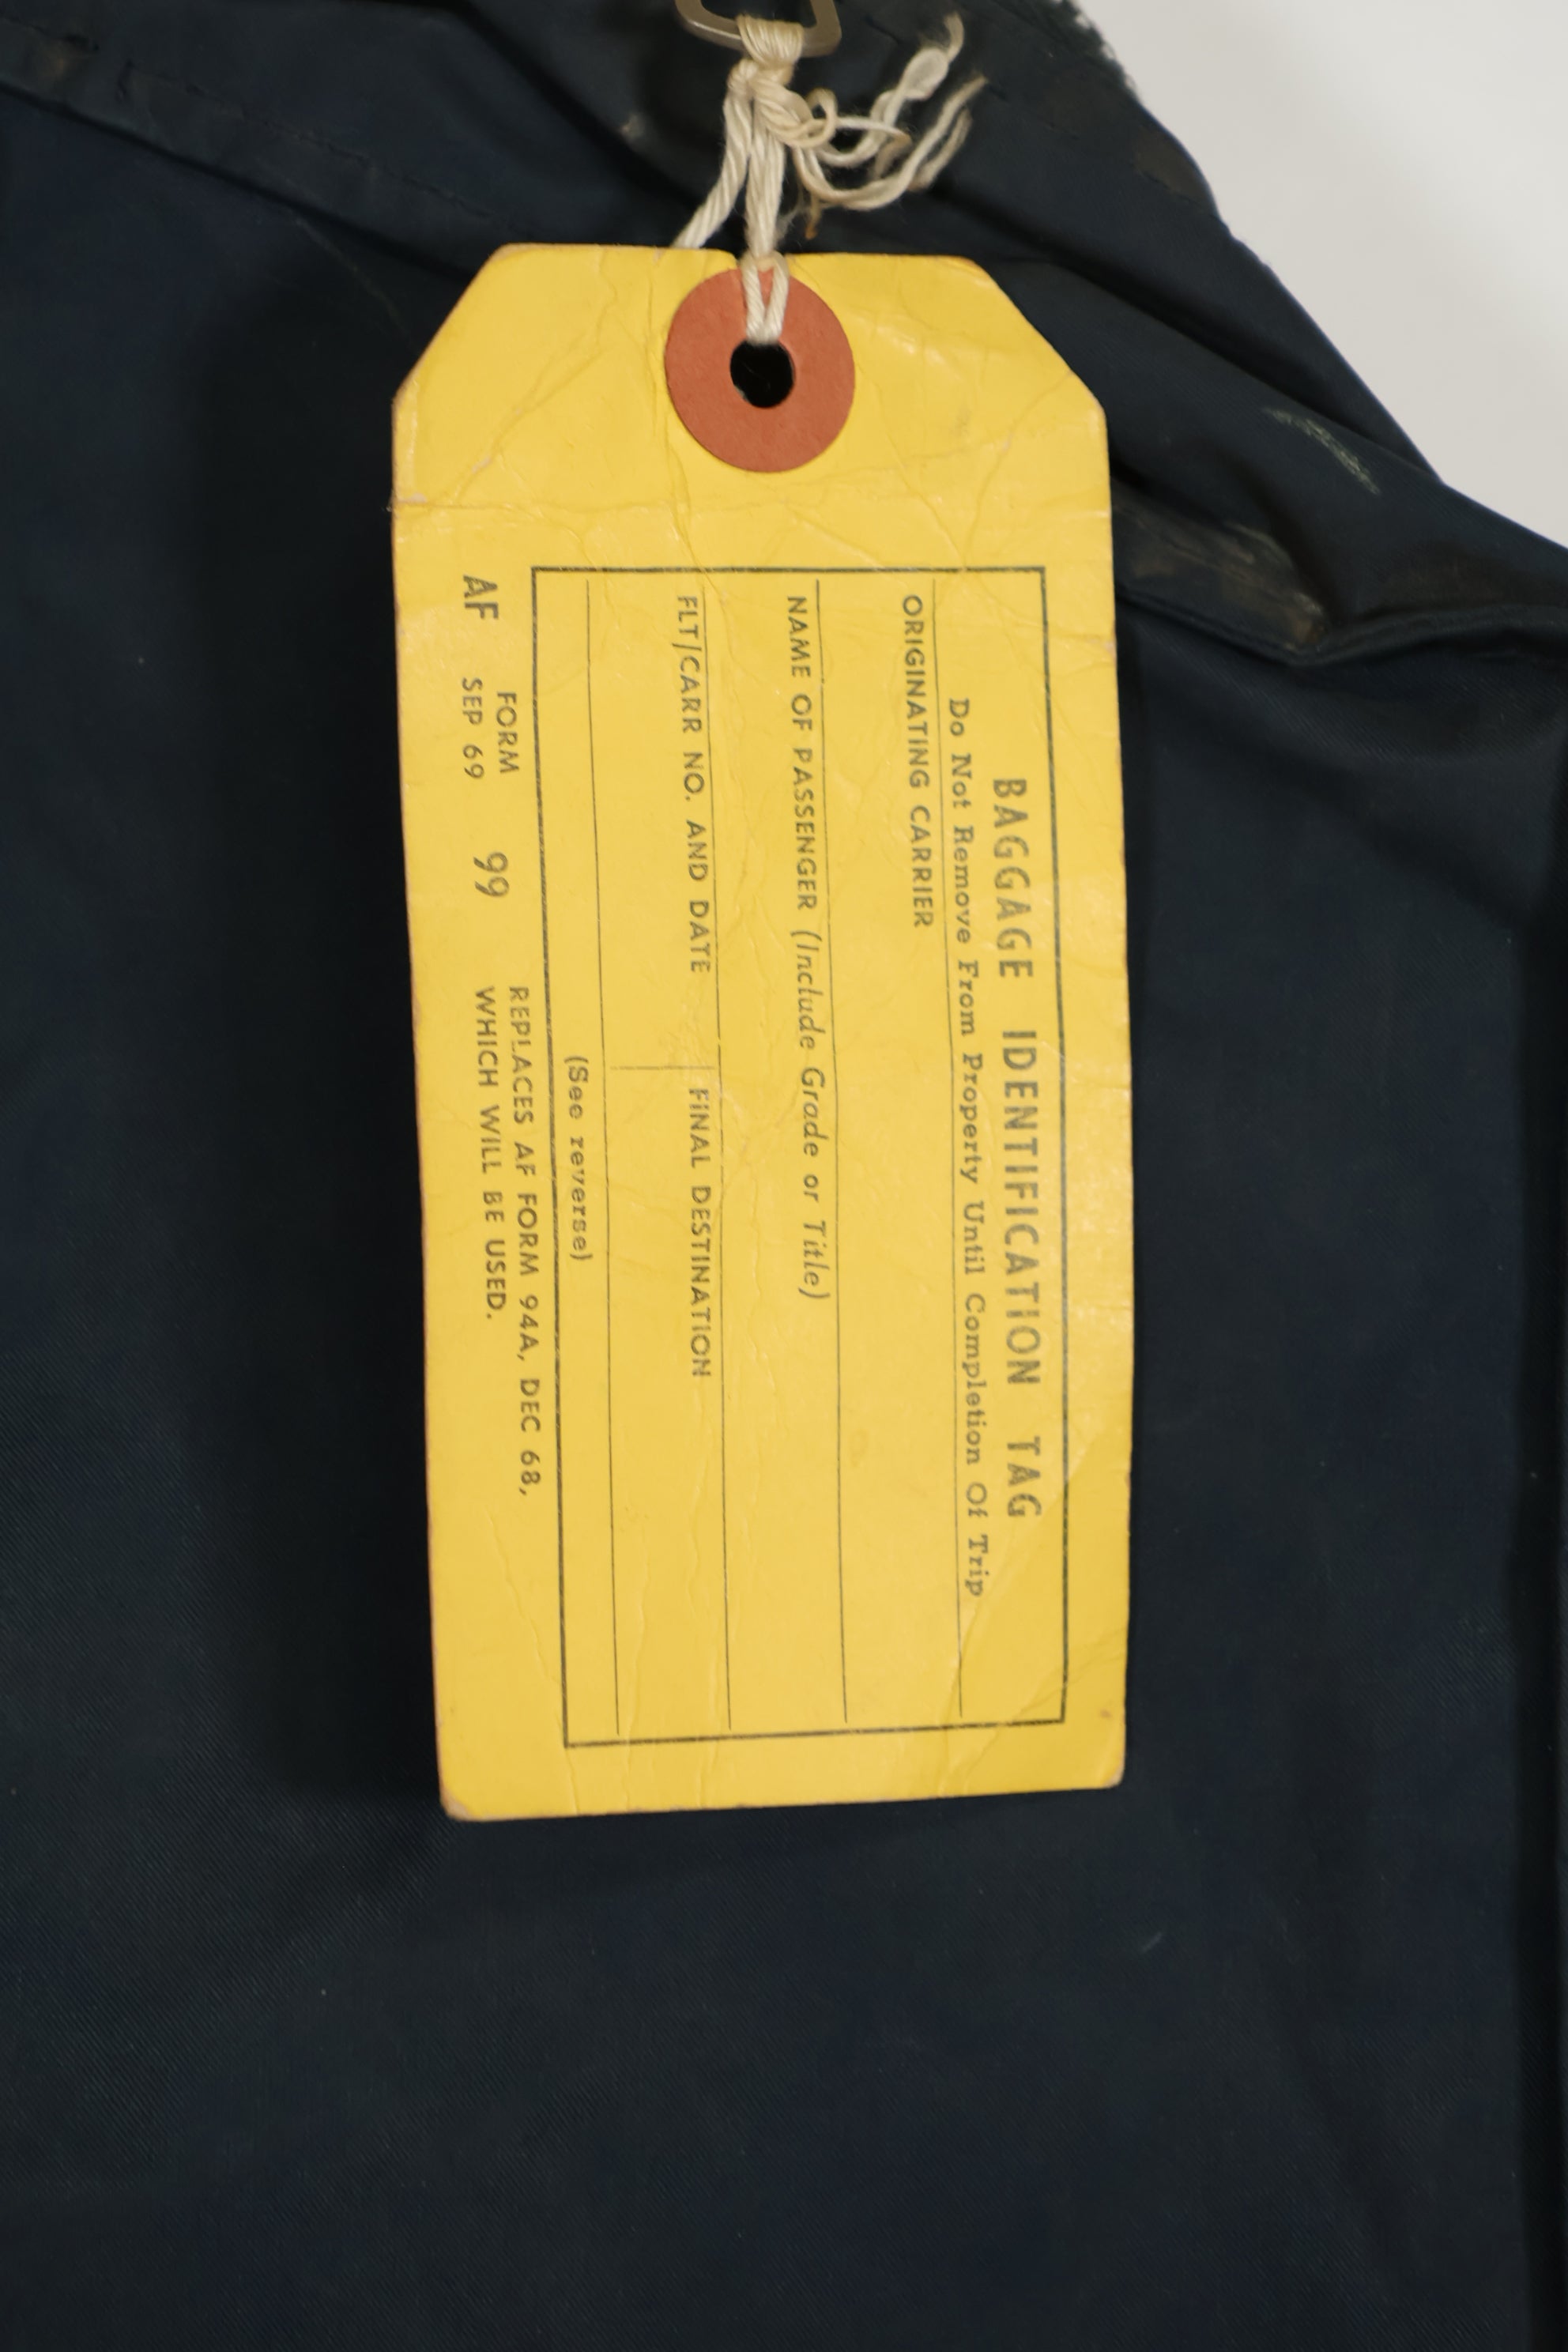 BAGGAGE IDENTIFICATION TAG
Do Not Remove From Property Until Completion Of Trip
ORIGINATING CARRIER
NAME OF PASSENGER (Include Grade or Title)
FLT/CARR NO. AND DATE
FINAL DESTINATION
(See reverse)
AF FORM SEP 69 99
REPLACES AF FORM 94A, DEC 68,
WHICH WILL BE USED.